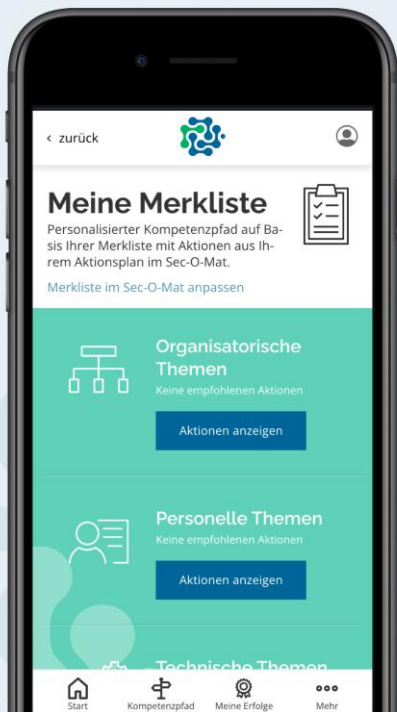 ‹ zurück
Meine Merkliste
Personalisierter Kompetenzpfad auf Ba-
sis Ihrer Merkliste mit Aktionen aus Ih-
rem Aktionsplan im Sec-O-Mat.
Merkliste im Sec-O-Mat anpassen
Organisatorische
Themen
Keine empfohlenen Aktionen
Aktionen anzeigen
Personelle Themen
Keine empfohlenen Aktionen
Aktionen anzeigen
Technische Themen
Start Kompetenzpfad Meine Erfolge Mehr